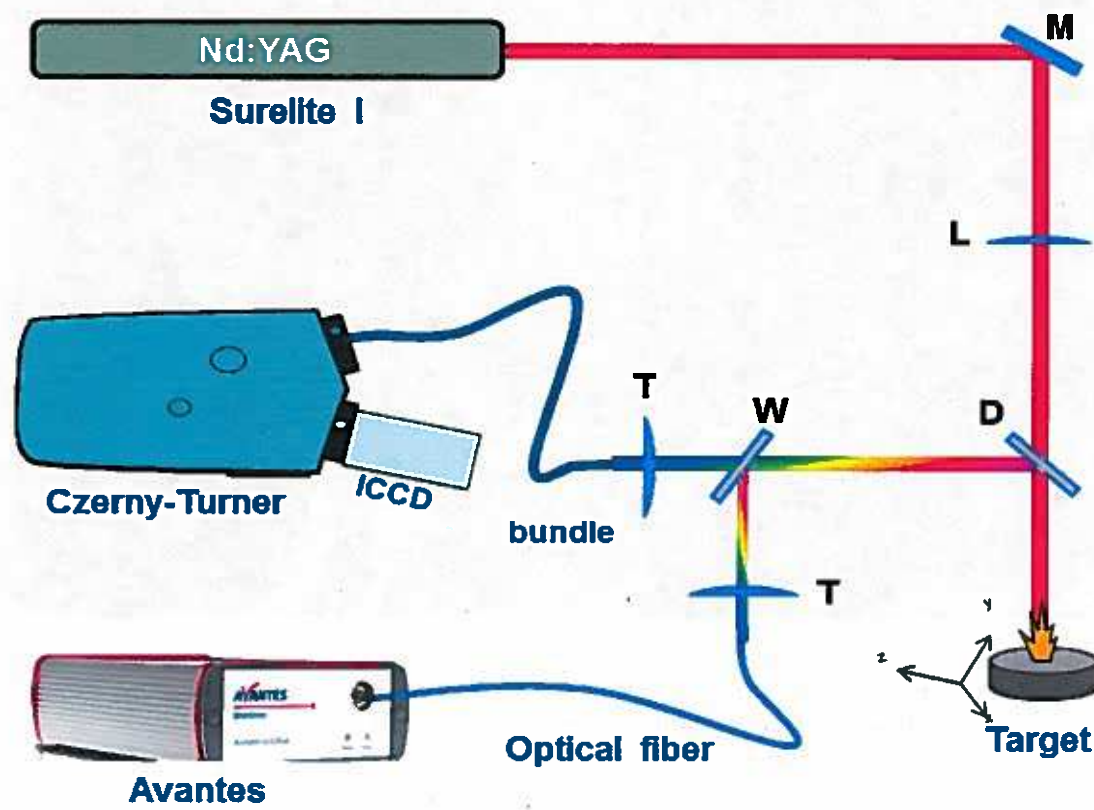 M
Nd:YAG
Surelite I
L
T
W
D
ICCD
Czerny-Turner
bundle
T
y
z
AVANTES
Optical fiber
Target
Avantes